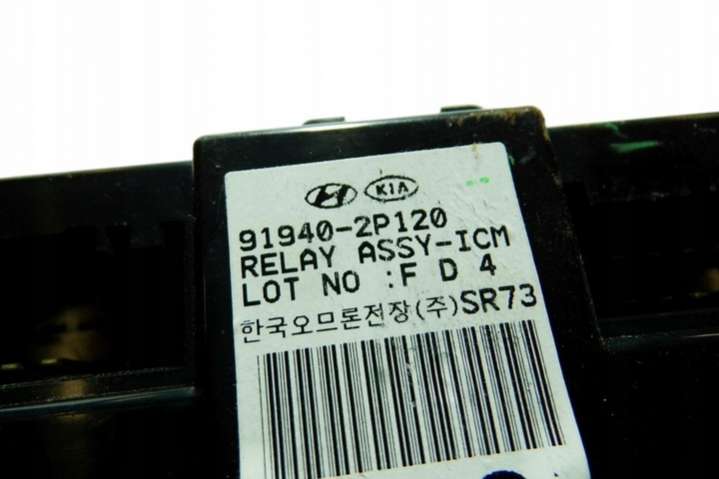 KIA
91940-2P120
RELAY ASSY-ICM
LOT NO :F D 4
한국오므론전장(주)SR73